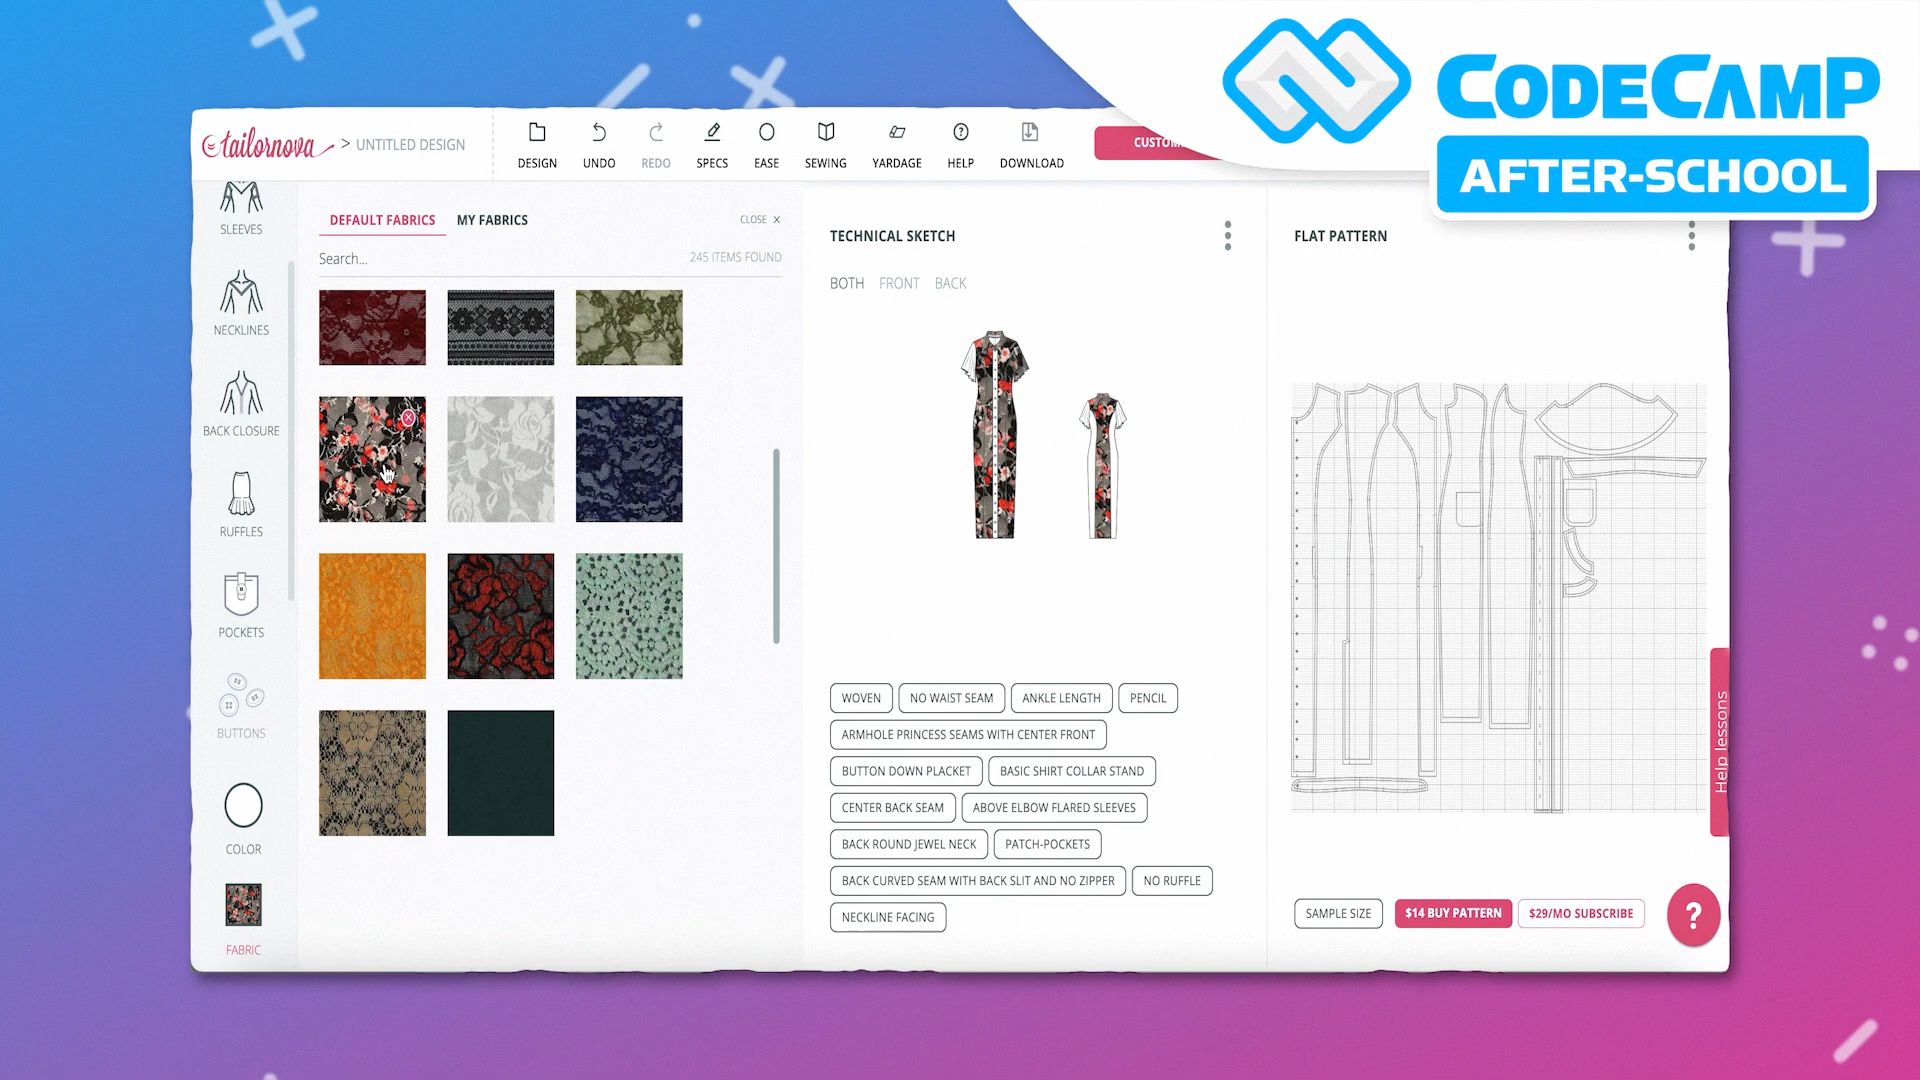 CODECAMP
AFTER-SCHOOL
tailornova > UNTITLED DESIGN
DESIGN UNDO REDO SPECS EASE SEWING YARDAGE HELP DOWNLOAD
SLEEVES
NECKLINES
BACK CLOSURE
RUFFLES
POCKETS
BUTTONS
COLOR
FABRIC
DEFAULT FABRICS MY FABRICS CLOSE X
Search... 245 ITEMS FOUND
TECHNICAL SKETCH
BOTH FRONT BACK
WOVEN NO WAIST SEAM ANKLE LENGTH PENCIL
ARMHOLE PRINCESS SEAMS WITH CENTER FRONT
BUTTON DOWN PLACKET BASIC SHIRT COLLAR STAND
CENTER BACK SEAM ABOVE ELBOW FLARED SLEEVES
BACK ROUND JEWEL NECK PATCH-POCKETS
BACK CURVED SEAM WITH BACK SLIT AND NO ZIPPER NO RUFFLE
NECKLINE FACING
FLAT PATTERN
SAMPLE SIZE $14 BUY PATTERN $29/MO SUBSCRIBE
Help lessons
?